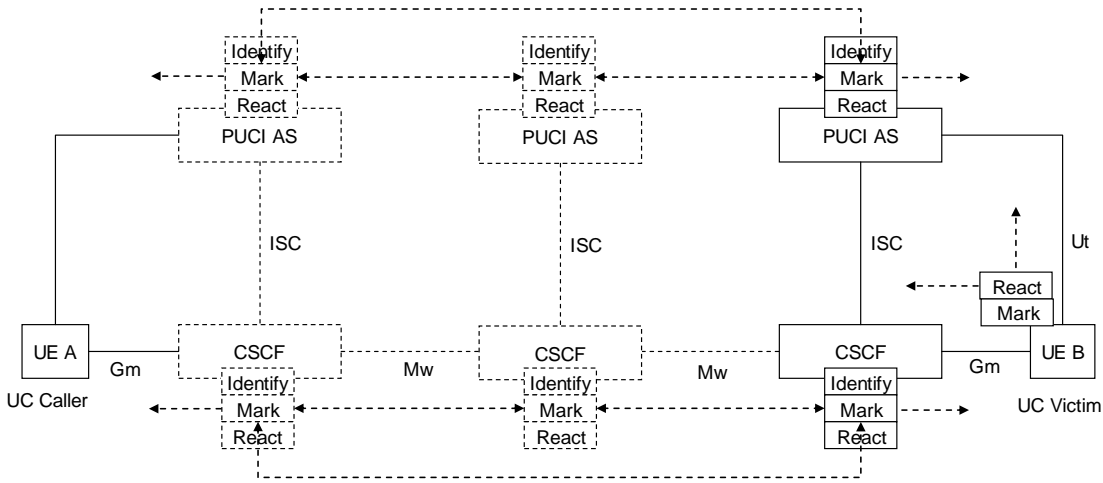 Identify
Mark
React
PUCI AS
Identify
Mark
React
PUCI AS
Identify
Mark
React
PUCI AS
ISC
ISC
ISC
Ut
React
Mark
UE A
Gm
CSCF
Mw
CSCF
Mw
CSCF
Gm
UE B
UC Caller
UC Victim
Identify
Mark
React
Identify
Mark
React
Identify
Mark
React